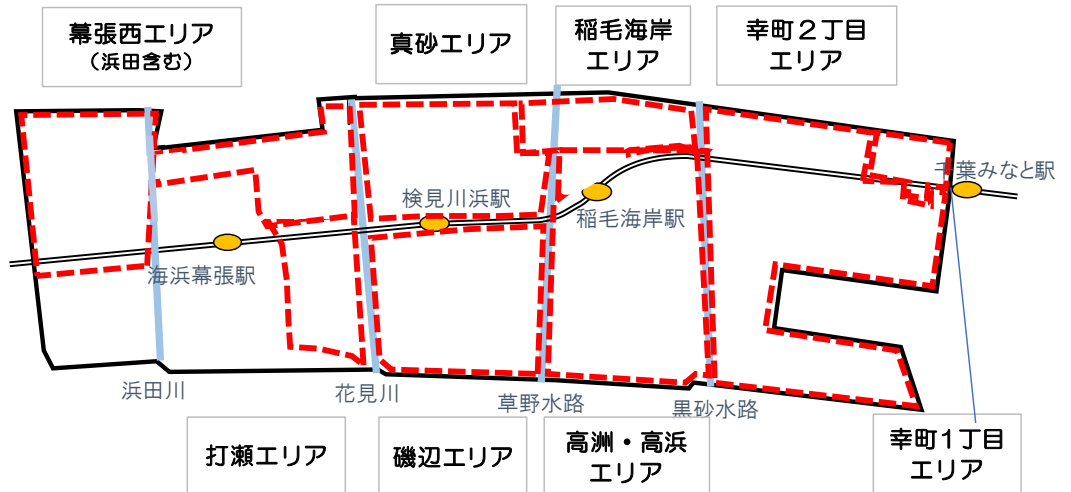 幕張西エリア
（浜田含む）
真砂エリア
稲毛海岸
エリア
幸町２丁目
エリア
千葉みなと駅
検見川浜駅
稲毛海岸駅
海浜幕張駅
浜田川
花見川
草野水路
黒砂水路
打瀬エリア
磯辺エリア
高洲・高浜
エリア
幸町1丁目
エリア